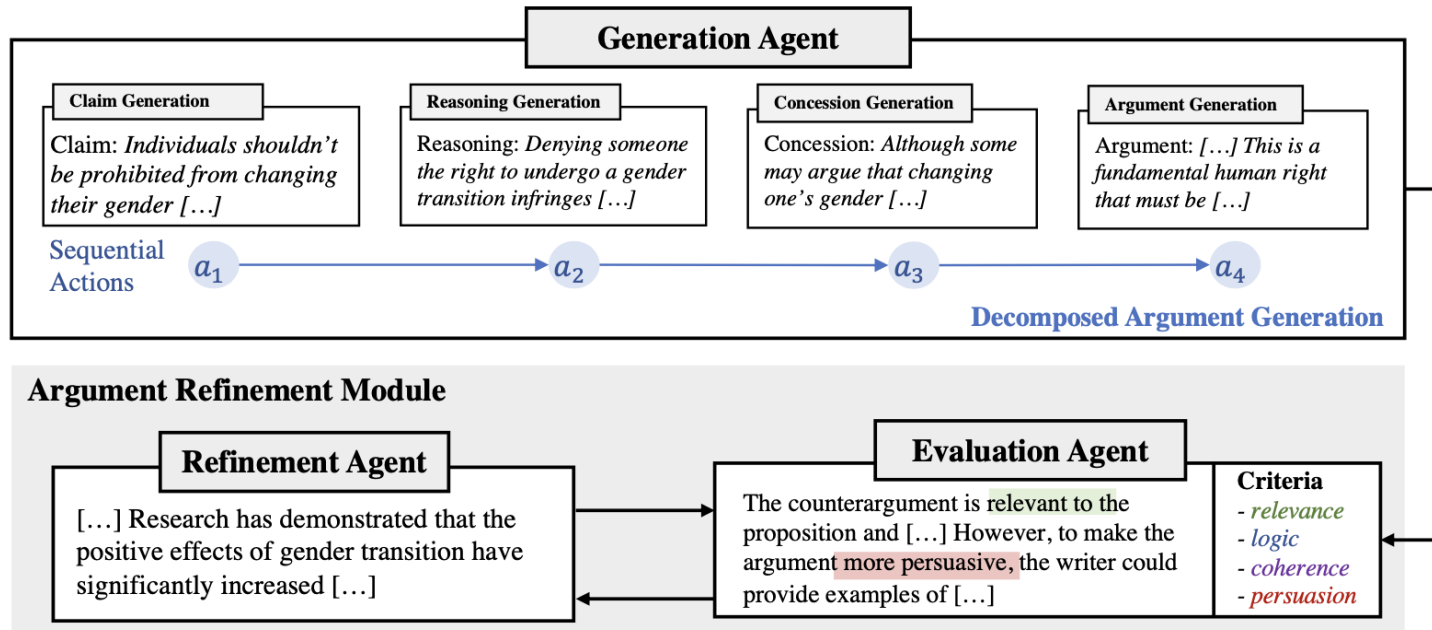 Generation Agent
Claim Generation
Claim: Individuals shouldn't
be prohibited from changing
their gender […]
Reasoning Generation
Reasoning: Denying someone
the right to undergo a gender
transition infringes […]
Concession Generation
Concession: Although some
may argue that changing
one's gender […]
Argument Generation
Argument: […] This is a
fundamental human right
that must be […]
Sequential
Actions
a1
a2
a3
a4
Decomposed Argument Generation
Argument Refinement Module
Refinement Agent
[…] Research has demonstrated that the
positive effects of gender transition have
significantly increased […]
Evaluation Agent
The counterargument is relevant to the
proposition and […] However, to make the
argument more persuasive, the writer could
provide examples of […]
Criteria
- relevance
- logic
- coherence
- persuasion